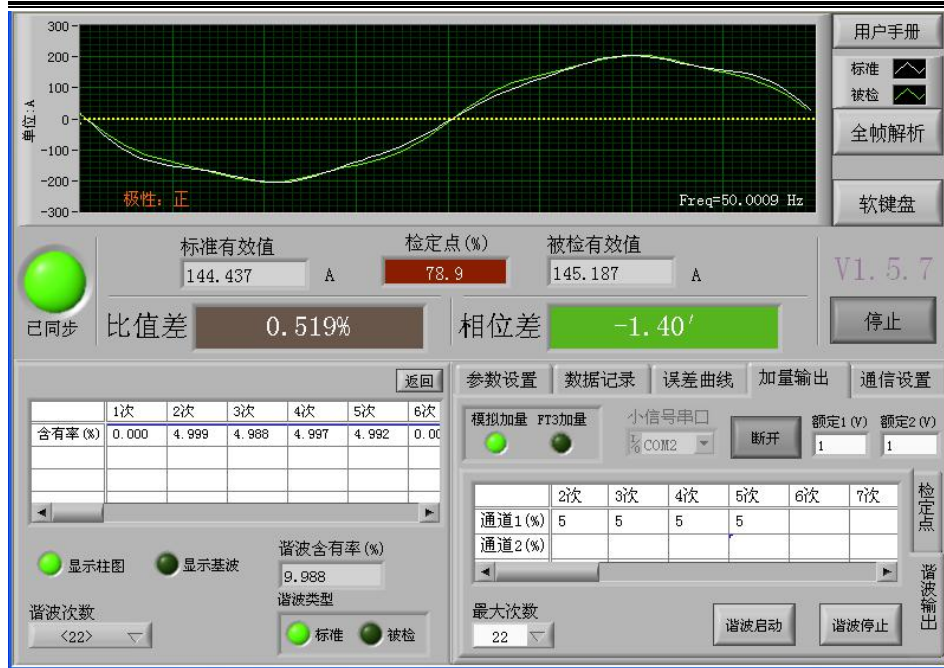 300
200
100
0
-100
-200
-300
单位:A
极性：正
Freq=50.0009 Hz
用户手册
标准
被检
全帧解析
软键盘
V1.5.7
停止
已同步
标准有效值
144.437 A
检定点(%)
78.9
被检有效值
145.187 A
比值差 0.519%
相位差 -1.40′
返回
1次 2次 3次 4次 5次 6次
含有率(%) 0.000 4.999 4.988 4.997 4.992 0.00
显示柱图
显示基波
谐波含有率(%)
9.988
谐波次数
<22>
谐波类型
标准 被检
参数设置 数据记录 误差曲线 加量输出 通信设置
模拟加量 FT3加量
小信号串口
COM2
断开
额定1(V) 额定2(V)
1 1
2次 3次 4次 5次 6次 7次
通道1(%) 5 5 5 5
通道2(%)
检定点
谐波输出
最大次数
22
谐波启动
谐波停止